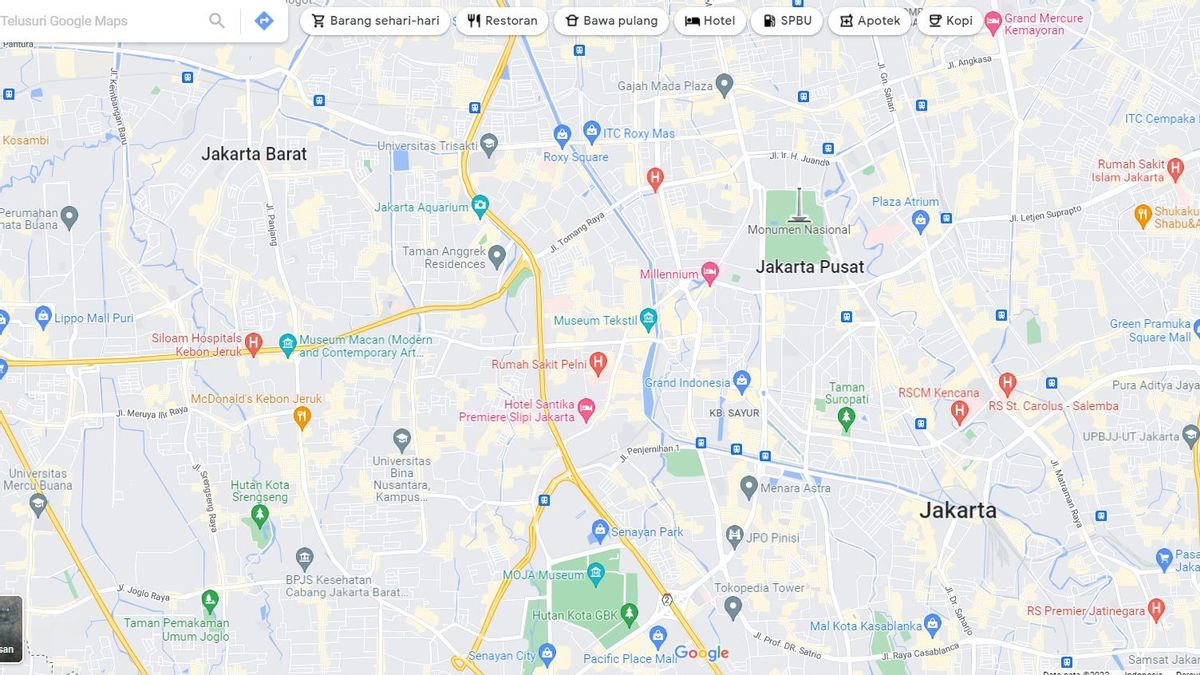 Telusuri Google Maps
Barang sehari-hari
Restoran
Bawa pulang
Hotel
SPBU
Apotek
Kopi
Grand Mercure
Kemayoran
Pantura
Jl. Angkasa
Jl. Kembangan Baru
Gajah Mada Plaza
Jl. Gn. Sahari
ITC Cempaka
Kosambi
Universitas Trisakti
ITC Roxy Mas
Roxy Square
Jakarta Barat
Jl. Ir. H. Juanda
Rumah Sakit
Islam Jakarta
Jl. Panjang
Jakarta Aquarium
Jl. Tomang Raya
Plaza Atrium
Jl. Letjen Suprapto
Shukaku
Shabu&A
Perumahan
Buana
Monumen Nasional
Taman Anggrek
Residences
Jakarta Pusat
Millennium
Lippo Mall Puri
Museum Tekstil
Green Pramuka
Square Mall
Siloam Hospitals
Kebon Jeruk
Museum Macan (Modern
and Contemporary Art...
Rumah Sakit Pelni
Grand Indonesia
Taman
Suropati
RSCM Kencana
RS St. Carolus - Salemba
Pura Aditya Jaya
McDonald's Kebon Jeruk
Jl. Meruya Ilir Raya
Hotel Santika
Premiere Slipi Jakarta
KB. SAYUR
UPBJJ-UT Jakarta
Universitas
Bina
Nusantara,
Kampus...
Jl. Penjernihan 1
Universitas
Mercu Buana
Jl. Srengseng Raya
Hutan Kota
Srengseng
Menara Astra
Jl. Matraman Raya
Jakarta
Senayan Park
JPO Pinisi
BPJS Kesehatan
Cabang Jakarta Barat...
MOJA Museum
Tokopedia Tower
Jl. Joglo Raya
Hutan Kota GBK
Jl. Dr. Saharjo
RS Premier Jatinegara
Taman Pemakaman
Umum Joglo
Mal Kota Kasablanka
Jl. Prof. DR. Satrio
Jl. Raya Casablanca
Senayan City
Pacific Place Mall
Google
Samsat Jakarta